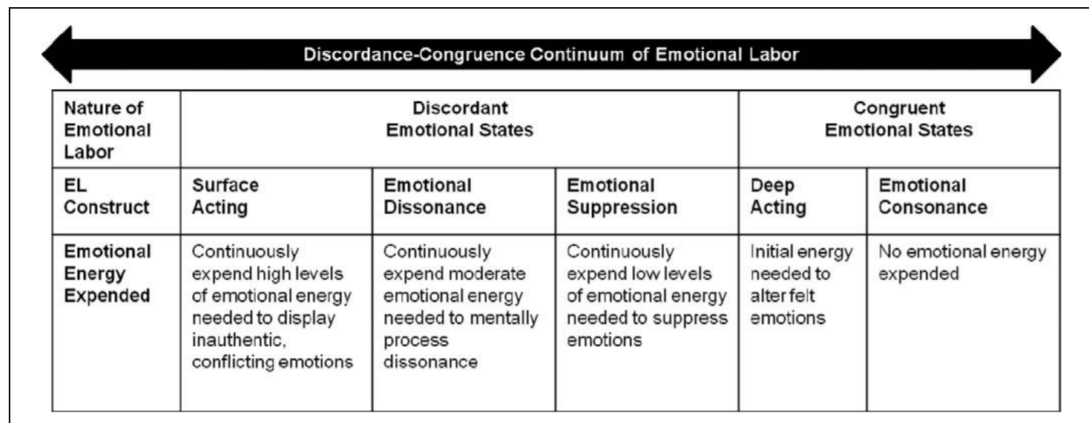 Discordance-Congruence Continuum of Emotional Labor
Nature of
Emotional
Labor
Discordant
Emotional States
Congruent
Emotional States
EL
Construct
Surface
Acting
Emotional
Dissonance
Emotional
Suppression
Deep
Acting
Emotional
Consonance
Emotional
Energy
Expended
Continuously
expend high levels
of emotional energy
needed to display
inauthentic,
conflicting emotions
Continuously
expend moderate
emotional energy
needed to mentally
process
dissonance
Continuously
expend low levels
of emotional energy
needed to suppress
emotions
Initial energy
needed to
alter felt
emotions
No emotional energy
expended